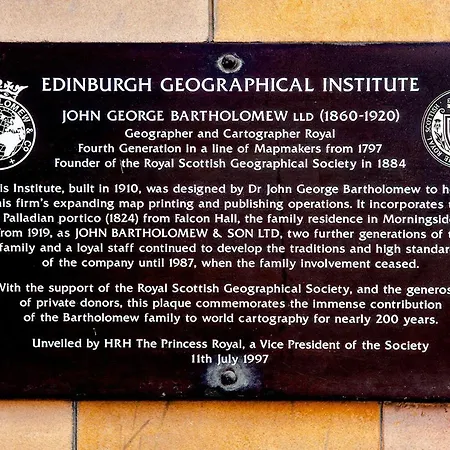 EDINBURGH GEOGRAPHICAL INSTITUTE
JOHN GEORGE BARTHOLOMEW LLD (1860-1920)
Geographer and Cartographer Royal
Fourth Generation in a line of Mapmakers from 1797
Founder of the Royal Scottish Geographical Society in 1884
Institute, built in 1910, was designed by Dr John George Bartholomew to
firm's expanding map printing and publishing operations. It incorporates
Palladian portico (1824) from Falcon Hall, the family residence in Morningside
from 1919, as JOHN BARTHOLOMEW & SON LTD, two further generations of
family and a loyal staff continued to develop the traditions and high standar
of the company until 1987, when the family involvement ceased.
With the support of the Royal Scottish Geographical Society, and the generos
of private donors, this plaque commemorates the immense contribution
of the Bartholomew family to world cartography for nearly 200 years.
Unveiled by HRH The Princess Royal, a Vice President of the Society
11th July 1997